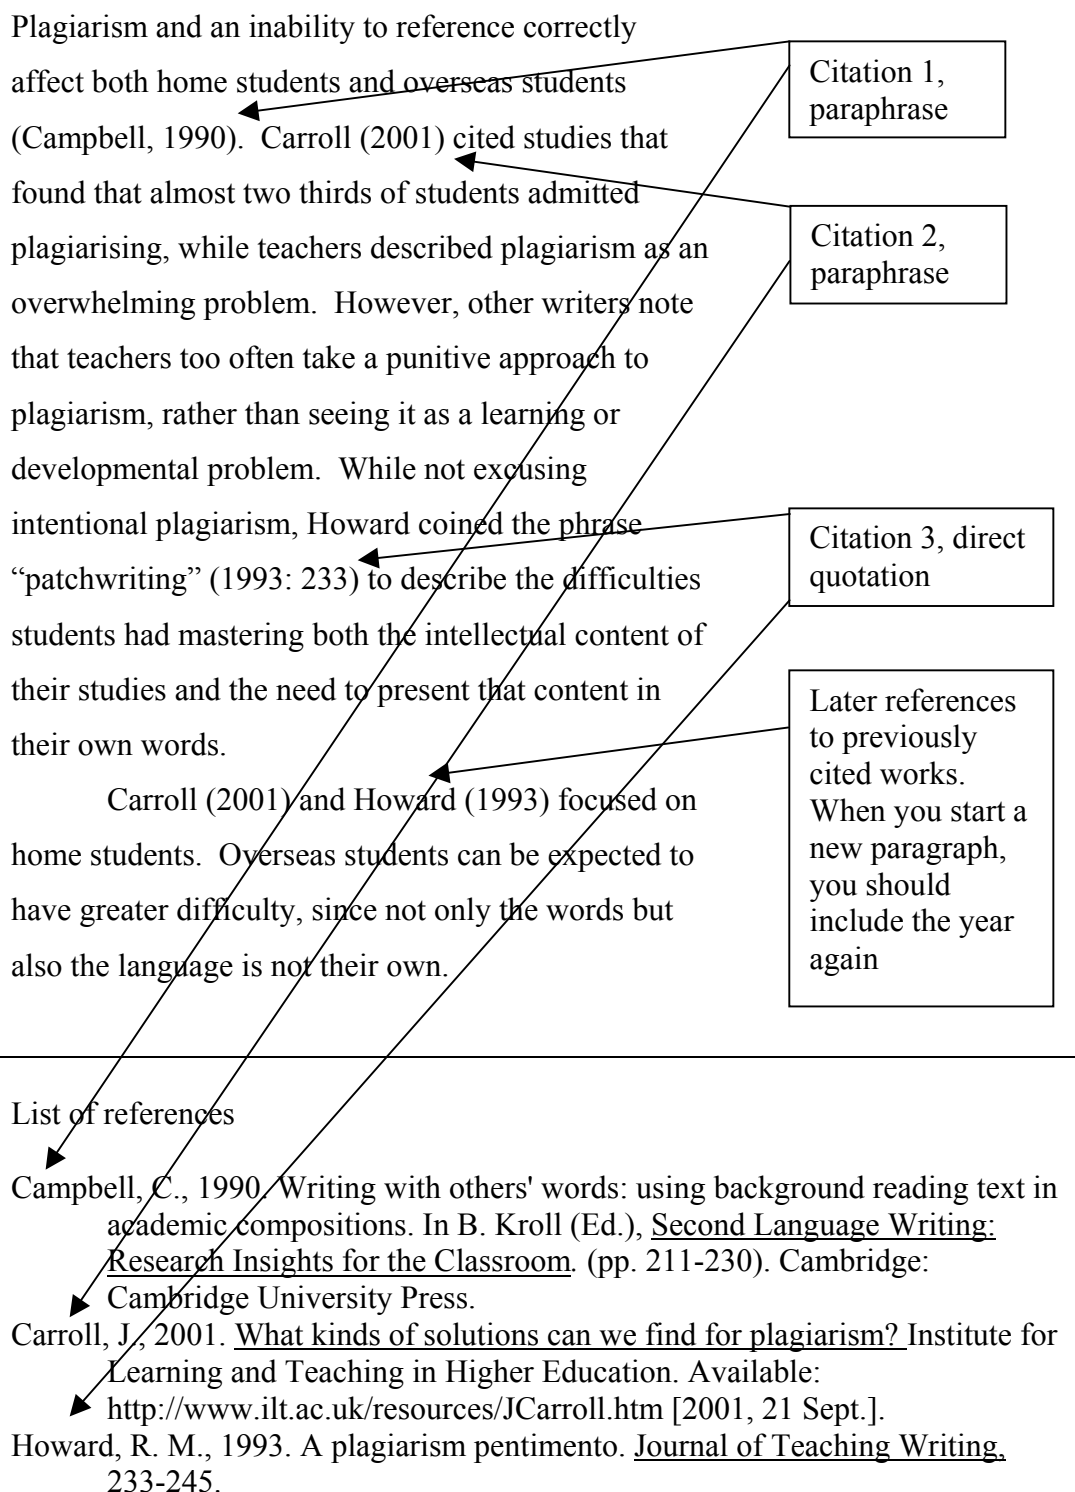 Plagiarism and an inability to reference correctly
affect both home students and overseas students
(Campbell, 1990).  Carroll (2001) cited studies that
found that almost two thirds of students admitted
plagiarising, while teachers described plagiarism as an
overwhelming problem.  However, other writers note
that teachers too often take a punitive approach to
plagiarism, rather than seeing it as a learning or
developmental problem.  While not excusing
intentional plagiarism, Howard coined the phrase
“patchwriting” (1993: 233) to describe the difficulties
students had mastering both the intellectual content of
their studies and the need to present that content in
their own words.
Carroll (2001) and Howard (1993) focused on
home students.  Overseas students can be expected to
have greater difficulty, since not only the words but
also the language is not their own.
Citation 1,
paraphrase
Citation 2,
paraphrase
Citation 3, direct
quotation
Later references
to previously
cited works.
When you start a
new paragraph,
you should
include the year
again
List of references
Campbell, C., 1990. Writing with others' words: using background reading text in
academic compositions. In B. Kroll (Ed.), Second Language Writing:
Research Insights for the Classroom. (pp. 211-230). Cambridge:
Cambridge University Press.
Carroll, J., 2001. What kinds of solutions can we find for plagiarism? Institute for
Learning and Teaching in Higher Education. Available:
http://www.ilt.ac.uk/resources/JCarroll.htm [2001, 21 Sept.].
Howard, R. M., 1993. A plagiarism pentimento. Journal of Teaching Writing,
233-245.